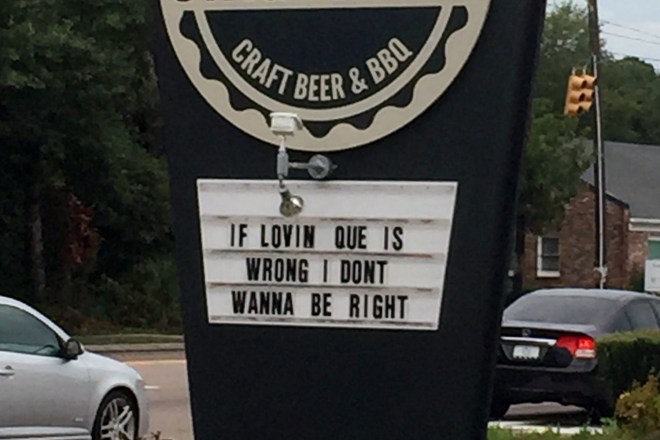 CRAFT BEER & BBQ
IF LOVIN QUE IS
WRONG I DONT
WANNA BE RIGHT